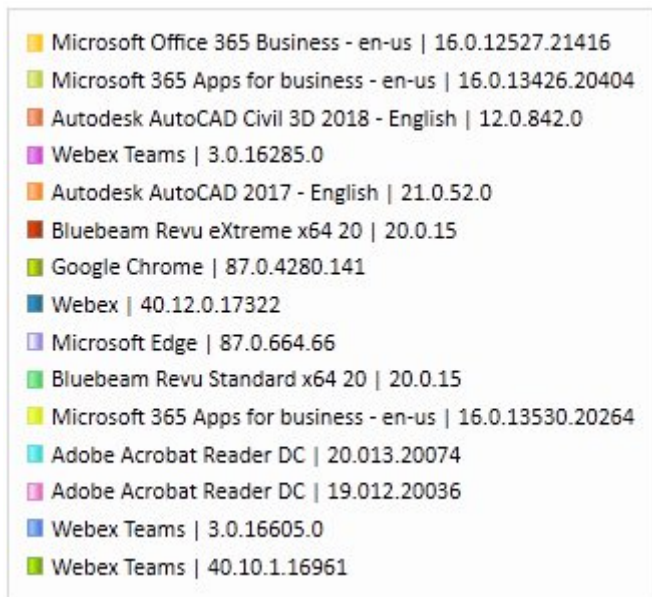 Microsoft Office 365 Business - en-us | 16.0.12527.21416
Microsoft 365 Apps for business - en-us | 16.0.13426.20404
Autodesk AutoCAD Civil 3D 2018 - English | 12.0.842.0
Webex Teams | 3.0.16285.0
Autodesk AutoCAD 2017 - English | 21.0.52.0
Bluebeam Revu eXtreme x64 20 | 20.0.15
Google Chrome | 87.0.4280.141
Webex | 40.12.0.17322
Microsoft Edge | 87.0.664.66
Bluebeam Revu Standard x64 20 | 20.0.15
Microsoft 365 Apps for business - en-us | 16.0.13530.20264
Adobe Acrobat Reader DC | 20.013.20074
Adobe Acrobat Reader DC | 19.012.20036
Webex Teams | 3.0.16605.0
Webex Teams | 40.10.1.16961